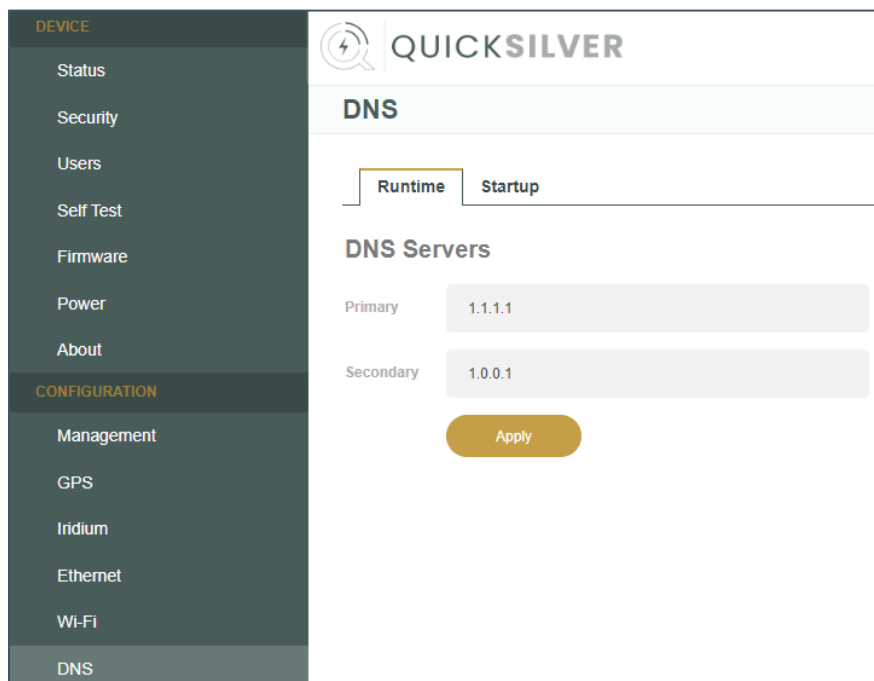 DEVICE
Status
Security
Users
Self Test
Firmware
Power
About
CONFIGURATION
Management
GPS
Iridium
Ethernet
Wi-Fi
DNS
QUICKSILVER
DNS
Runtime Startup
DNS Servers
Primary 1.1.1.1
Secondary 1.0.0.1
Apply